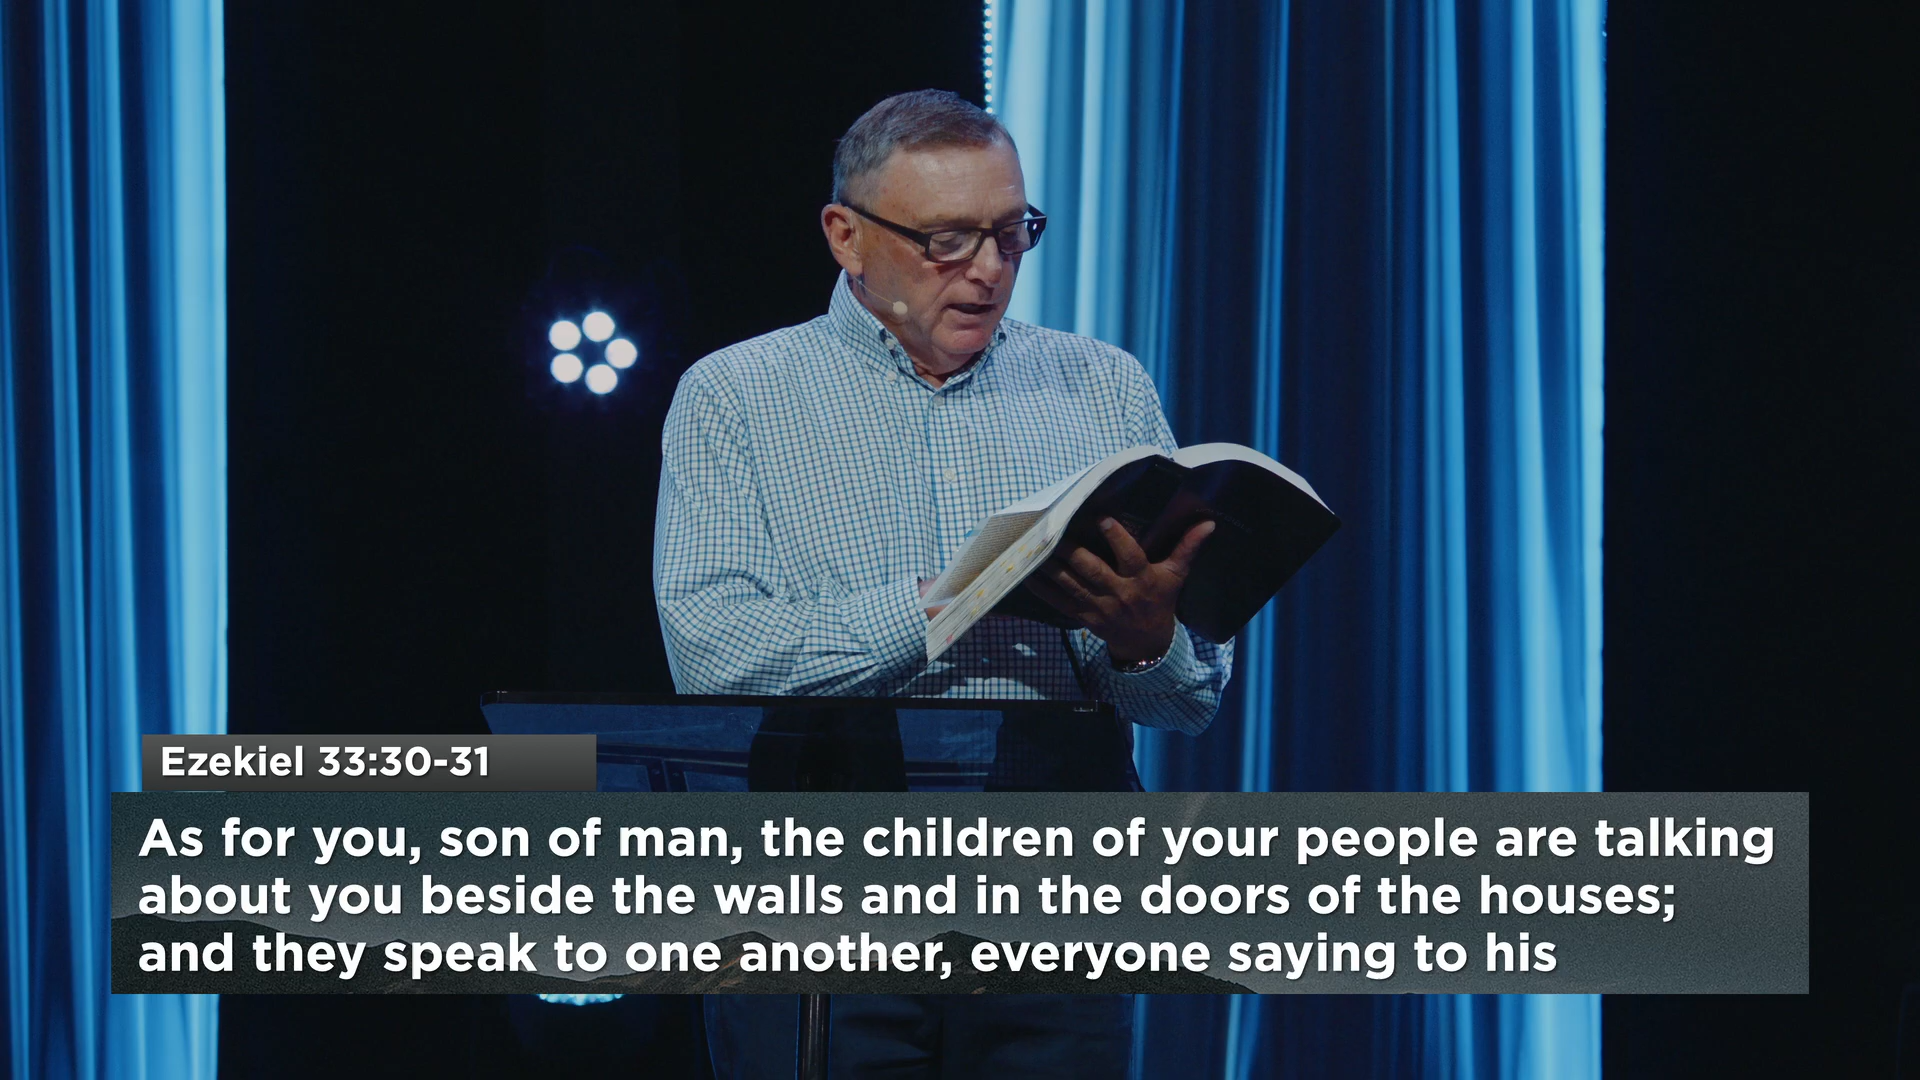 Ezekiel 33:30-31
As for you, son of man, the children of your people are talking
about you beside the walls and in the doors of the houses;
and they speak to one another, everyone saying to his